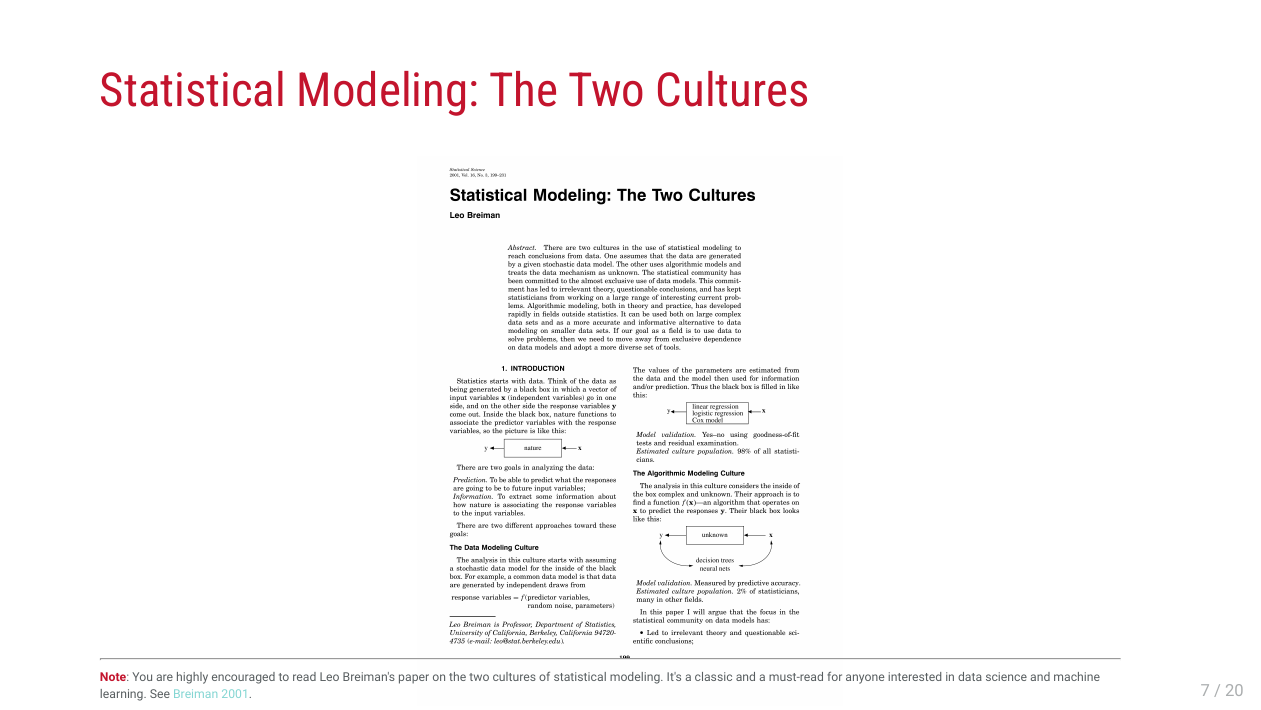 Statistical Modeling: The Two Cultures
Statistical Science
2001, Vol. 16, No. 3, 199–231
Statistical Modeling: The Two Cultures
Leo Breiman
Abstract. There are two cultures in the use of statistical modeling to
reach conclusions from data. One assumes that the data are generated
by a given stochastic data model. The other uses algorithmic models and
treats the data mechanism as unknown. The statistical community has
been committed to the almost exclusive use of data models. This commit-
ment has led to irrelevant theory, questionable conclusions, and has kept
statisticians from working on a large range of interesting current prob-
lems. Algorithmic modeling, both in theory and practice, has developed
rapidly in fields outside statistics. It can be used both on large complex
data sets and as a more accurate and informative alternative to data
modeling on smaller data sets. If our goal as a field is to use data to
solve problems, then we need to move away from exclusive dependence
on data models and adopt a more diverse set of tools.
1. INTRODUCTION
Statistics starts with data. Think of the data as
being generated by a black box in which a vector of
input variables x (independent variables) go in one
side, and on the other side the response variables y
come out. Inside the black box, nature functions to
associate the predictor variables with the response
variables, so the picture is like this:
y nature x
There are two goals in analyzing the data:
Prediction. To be able to predict what the responses
are going to be to future input variables;
Information. To extract some information about
how nature is associating the response variables
to the input variables.
There are two different approaches toward these
goals:
The Data Modeling Culture
The analysis in this culture starts with assuming
a stochastic data model for the inside of the black
box. For example, a common data model is that data
are generated by independent draws from
response variables = f(predictor variables,
random noise, parameters)
Leo Breiman is Professor, Department of Statistics,
University of California, Berkeley, California 94720-
4735 (e-mail: leo@stat.berkeley.edu).
The values of the parameters are estimated from
the data and the model then used for information
and/or prediction. Thus the black box is filled in like
this:
y linear regression x
logistic regression
Cox model
Model validation. Yes–no using goodness-of-fit
tests and residual examination.
Estimated culture population. 98% of all statisti-
cians.
The Algorithmic Modeling Culture
The analysis in this culture considers the inside of
the box complex and unknown. Their approach is to
find a function f(x)—an algorithm that operates on
x to predict the responses y. Their black box looks
like this:
y unknown x
decision trees
neural nets
Model validation. Measured by predictive accuracy.
Estimated culture population. 2% of statisticians,
many in other fields.
In this paper I will argue that the focus in the
statistical community on data models has:
• Led to irrelevant theory and questionable sci-
entific conclusions;
Note: You are highly encouraged to read Leo Breiman's paper on the two cultures of statistical modeling. It's a classic and a must-read for anyone interested in data science and machine
learning. See Breiman 2001.
7 / 20